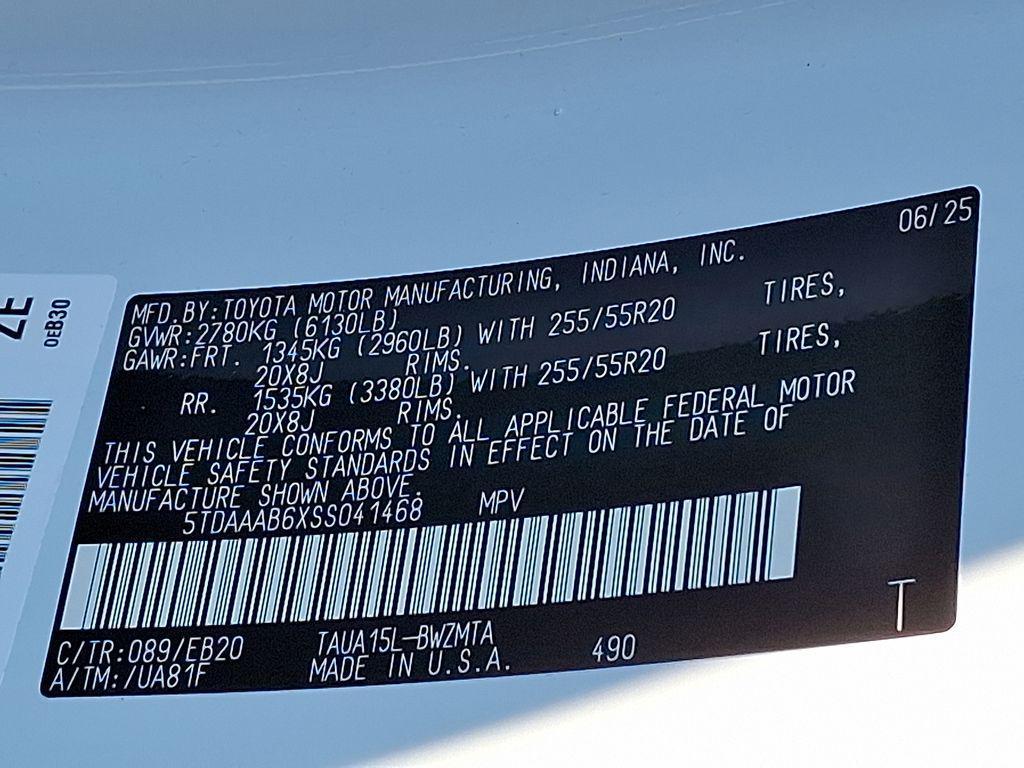 06/25
MFD.BY:TOYOTA MOTOR MANUFACTURING, INDIANA, INC.
GVWR:2780KG (6130LB)
GAWR:FRT. 1345KG (2960LB) WITH 255/55R20 TIRES,
20X8J RIMS.
RR. 1535KG (3380LB) WITH 255/55R20 TIRES,
20X8J RIMS.
THIS VEHICLE CONFORMS TO ALL APPLICABLE FEDERAL MOTOR
VEHICLE SAFETY STANDARDS IN EFFECT ON THE DATE OF
MANUFACTURE SHOWN ABOVE.
5TDAAAB6XSS041468 MPV
C/TR:089/EB20 TAUA15L-BWZMTA
A/TM:/UA81F MADE IN U.S.A. 490
T
ZE
0EB30